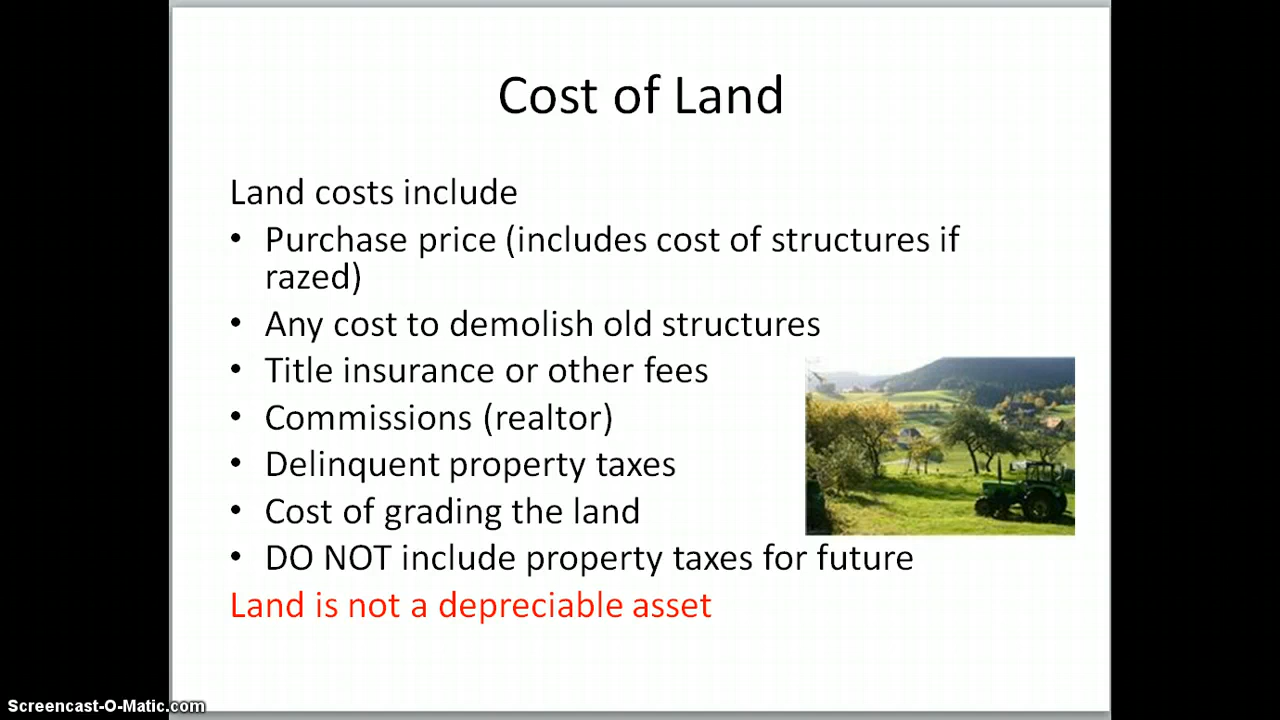 Cost of Land
Land costs include
• Purchase price (includes cost of structures if
razed)
• Any cost to demolish old structures
• Title insurance or other fees
• Commissions (realtor)
• Delinquent property taxes
• Cost of grading the land
• DO NOT include property taxes for future
Land is not a depreciable asset
Screencast-O-Matic.com